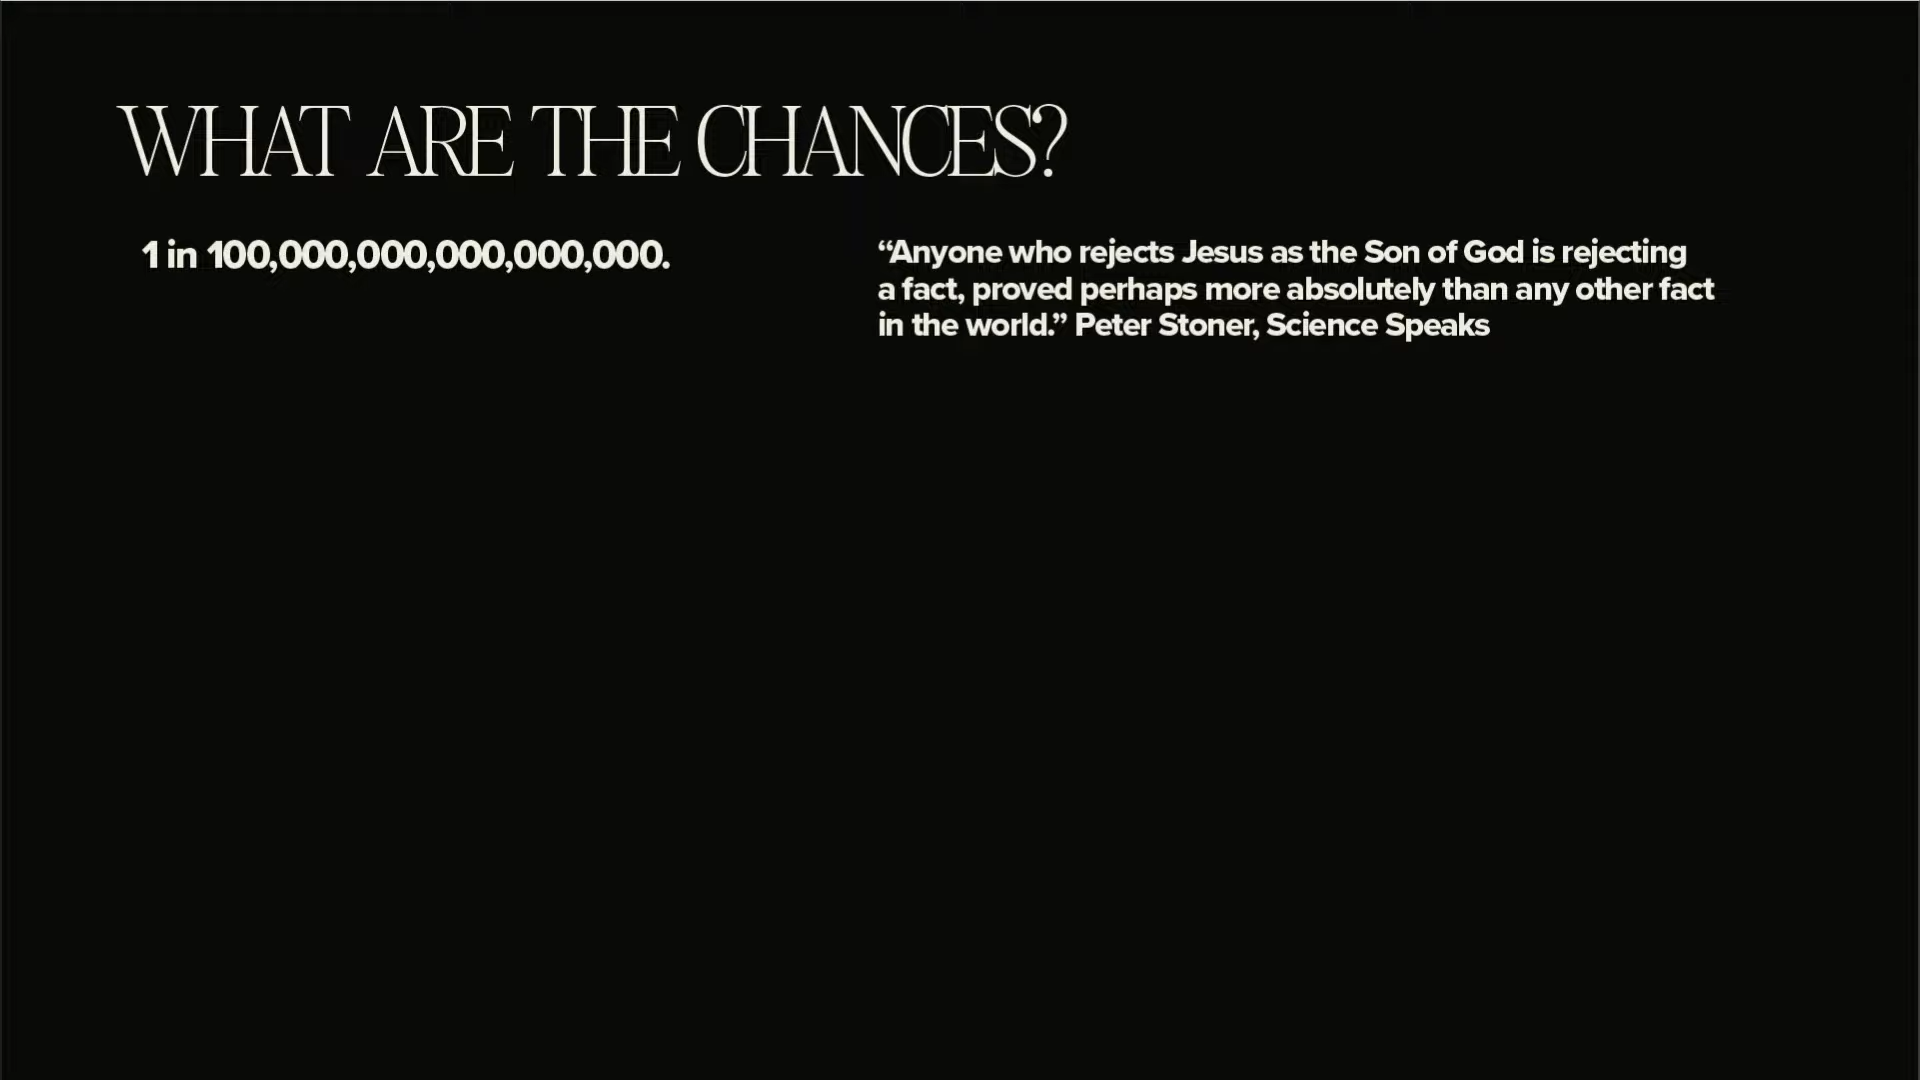 WHAT ARE THE CHANCES?
1 in 100,000,000,000,000,000.
“Anyone who rejects Jesus as the Son of God is rejecting
a fact, proved perhaps more absolutely than any other fact
in the world.” Peter Stoner, Science Speaks